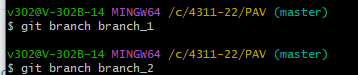 v302@V-302B-14 MINGW64 /c/4311-22/PAV (master)
$ git branch branch_1
v302@V-302B-14 MINGW64 /c/4311-22/PAV (master)
$ git branch branch_2